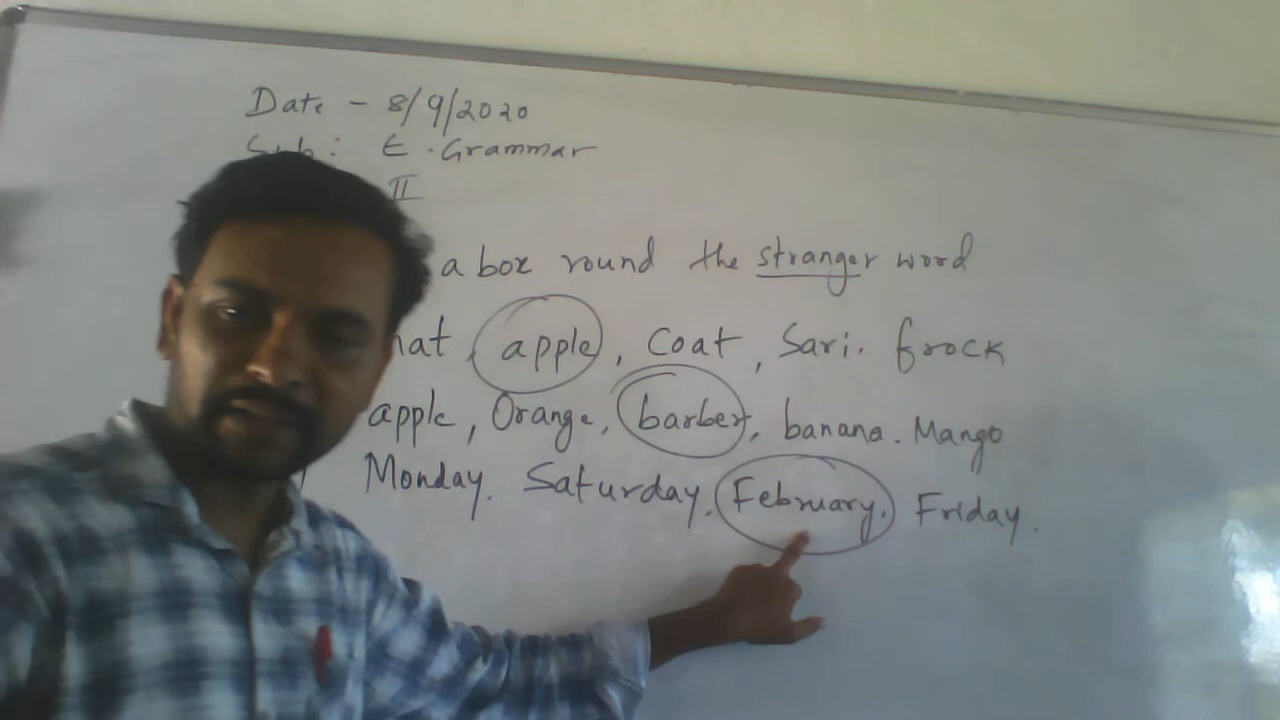 Date - 8/9/2020
Sub: E. Grammar
II
a box round the stranger word
hat, apple, Coat, Sari. frock
apple, Orange, barber, banana. Mango
Monday. Saturday. February. Friday.